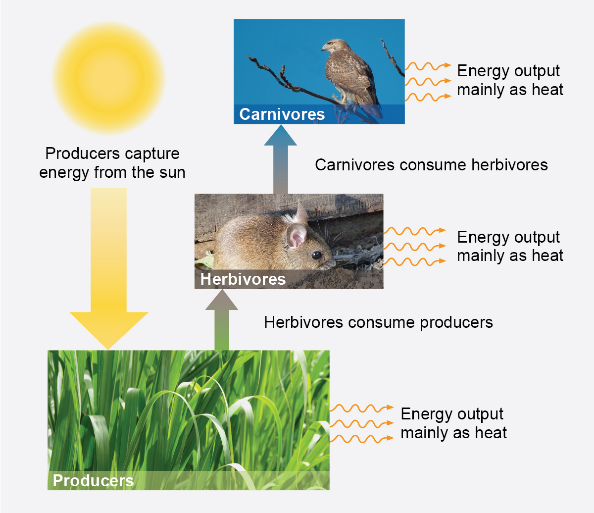 Carnivores
Energy output
mainly as heat
Producers capture
energy from the sun
Carnivores consume herbivores
Herbivores
Energy output
mainly as heat
Herbivores consume producers
Producers
Energy output
mainly as heat